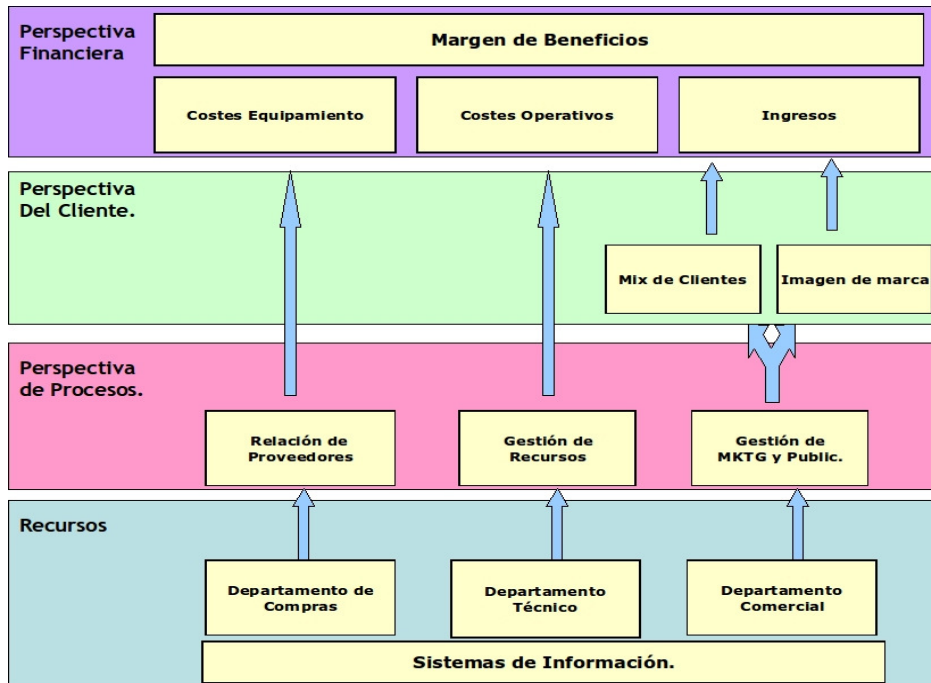 Perspectiva
Financiera
Margen de Beneficios
Costes Equipamiento
Costes Operativos
Ingresos
Perspectiva
Del Cliente.
Mix de Clientes
Imagen de marca
Perspectiva
de Procesos.
Relación de
Proveedores
Gestión de
Recursos
Gestión de
MKTG y Public.
Recursos
Departamento de
Compras
Departamento
Técnico
Departamento
Comercial
Sistemas de Información.